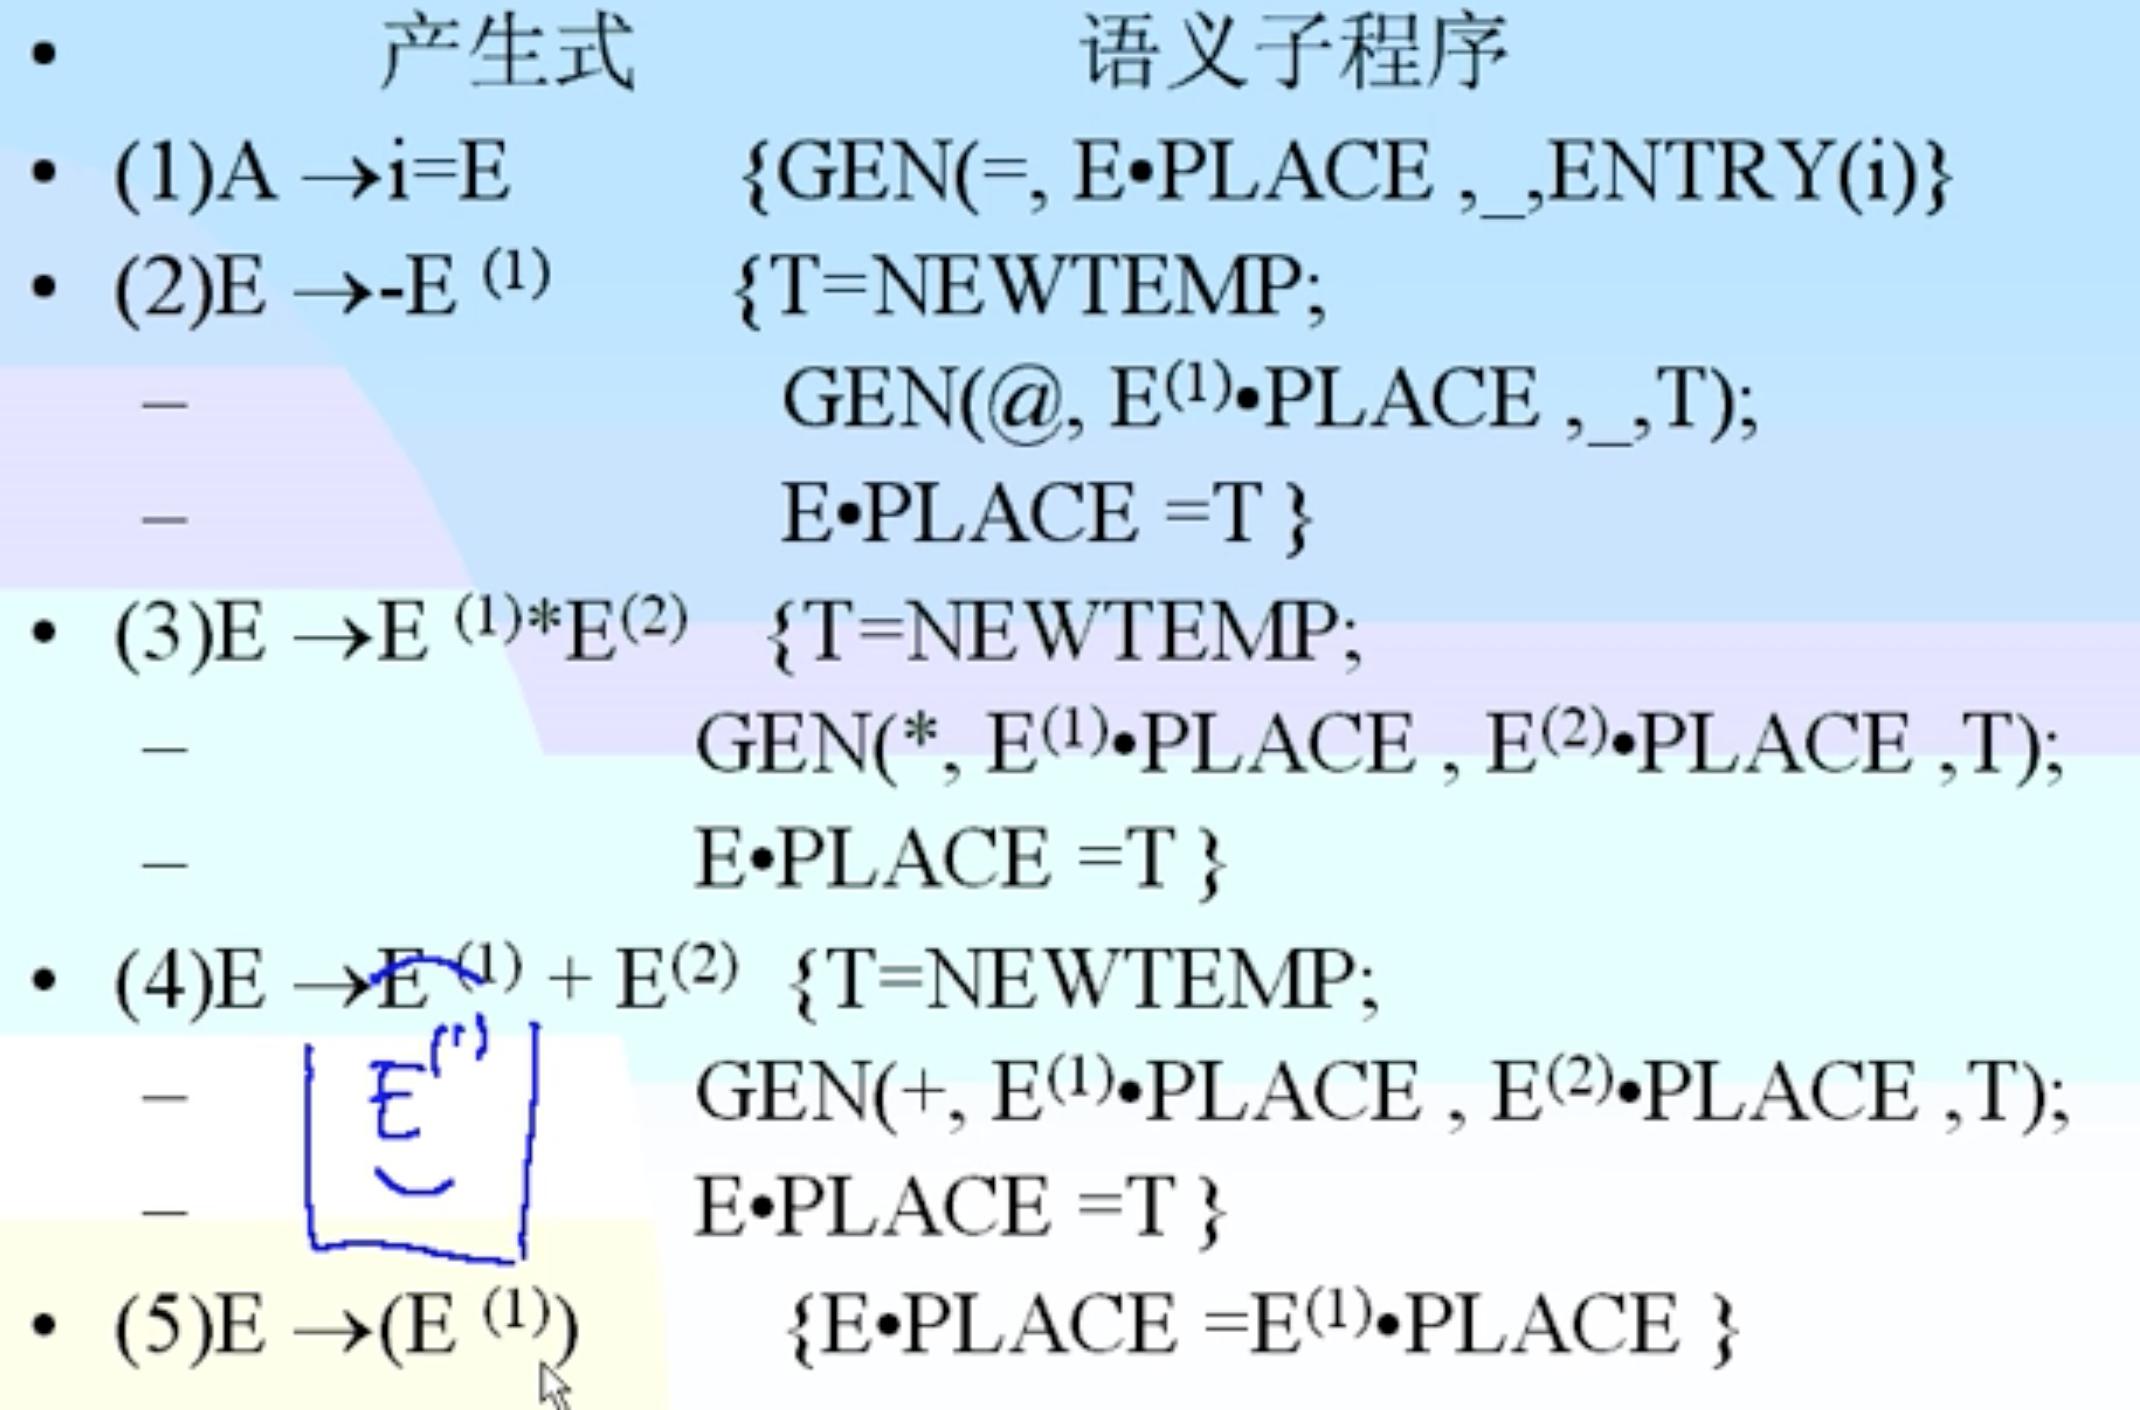 • 产生式 语义子程序
• (1)A →i=E {GEN(=, E•PLACE ,_,ENTRY(i)}
• (2)E →-E (1) {T=NEWTEMP;
– GEN(@, E(1)•PLACE ,_,T);
– E•PLACE =T }
• (3)E →E (1)*E(2) {T=NEWTEMP;
– GEN(*, E(1)•PLACE , E(2)•PLACE ,T);
– E•PLACE =T }
• (4)E →E (1) + E(2) {T=NEWTEMP;
E(1)
– GEN(+, E(1)•PLACE , E(2)•PLACE ,T);
– E•PLACE =T }
• (5)E →(E (1)) {E•PLACE =E(1)•PLACE }